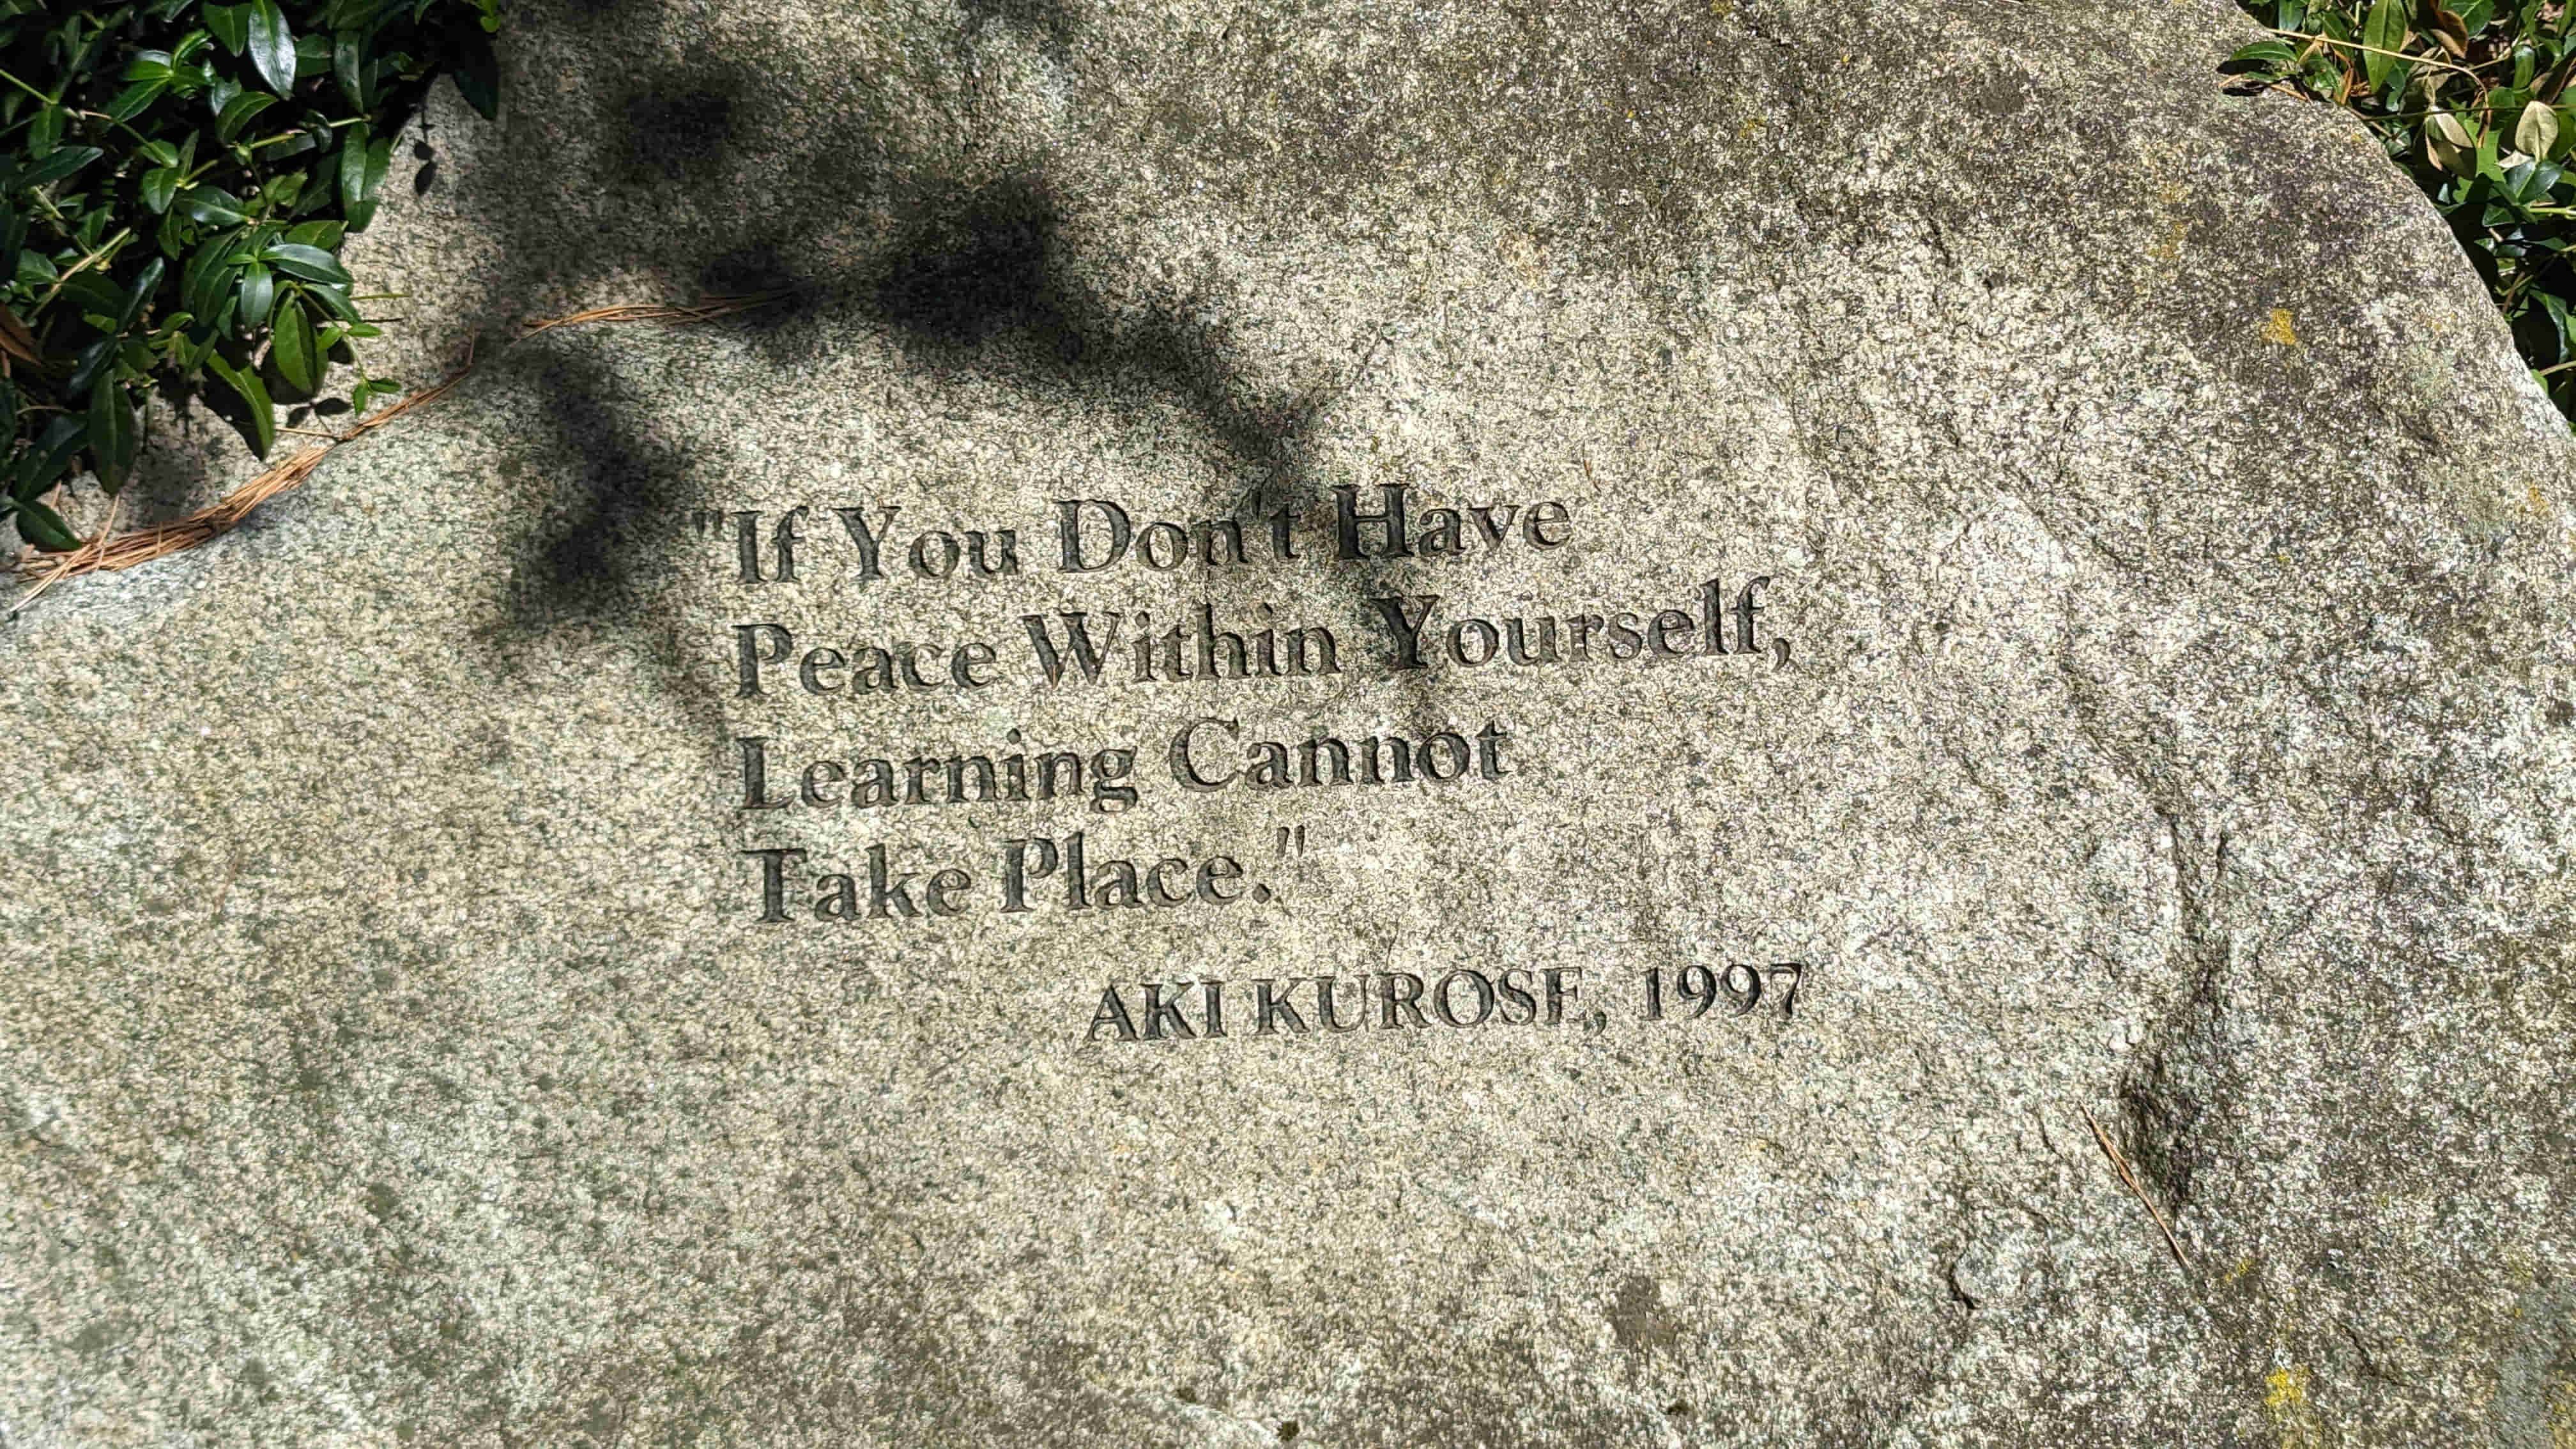 "If You Don't Have
Peace Within Yourself,
Learning Cannot
Take Place."
AKI KUROSE, 1997